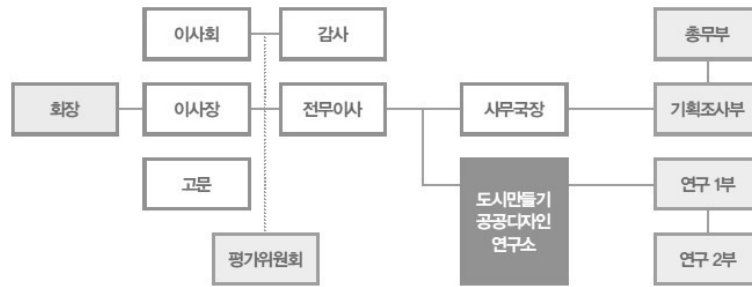 이사회
감사
총무부
회장
이사장
전무이사
사무국장
기획조사부
고문
도시만들기
공공디자인
연구소
연구 1부
평가위원회
연구 2부